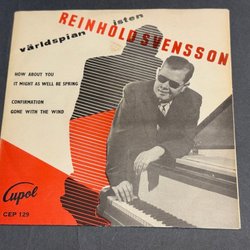 världspianisten
REINHOLD SVENSSON
HOW ABOUT YOU
IT MIGHT AS WELL BE SPRING
CONFIRMATION
GONE WITH THE WIND
Cupol
CEP 129